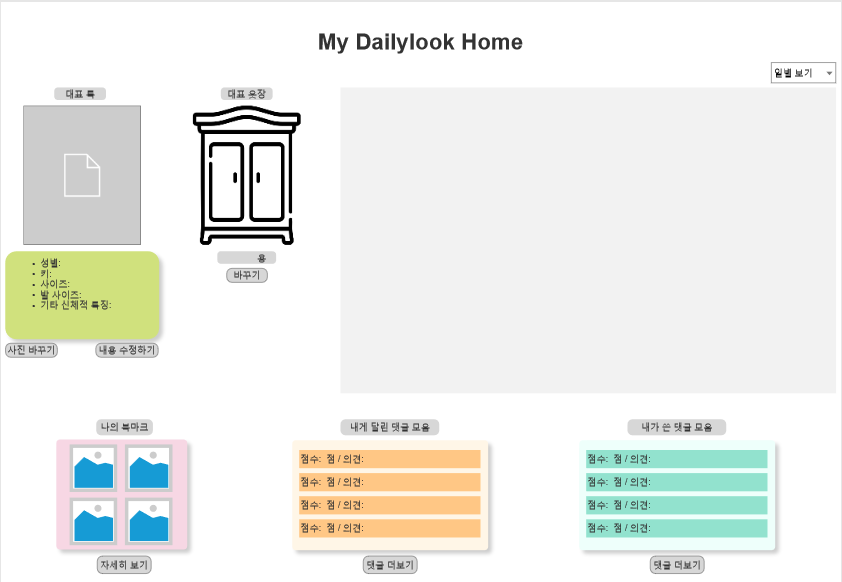 My Dailylook Home
일별 보기
대표 룩
대표 옷장
용
바꾸기
• 성별:
• 키:
• 사이즈:
• 발 사이즈:
• 기타 신체적 특징:
사진 바꾸기
내용 수정하기
나의 북마크
내게 달린 댓글 모음
내가 쓴 댓글 모음
점수: 점 / 의견:
점수: 점 / 의견:
점수: 점 / 의견:
점수: 점 / 의견:
점수: 점 / 의견:
점수: 점 / 의견:
점수: 점 / 의견:
점수: 점 / 의견:
자세히 보기
댓글 더보기
댓글 더보기